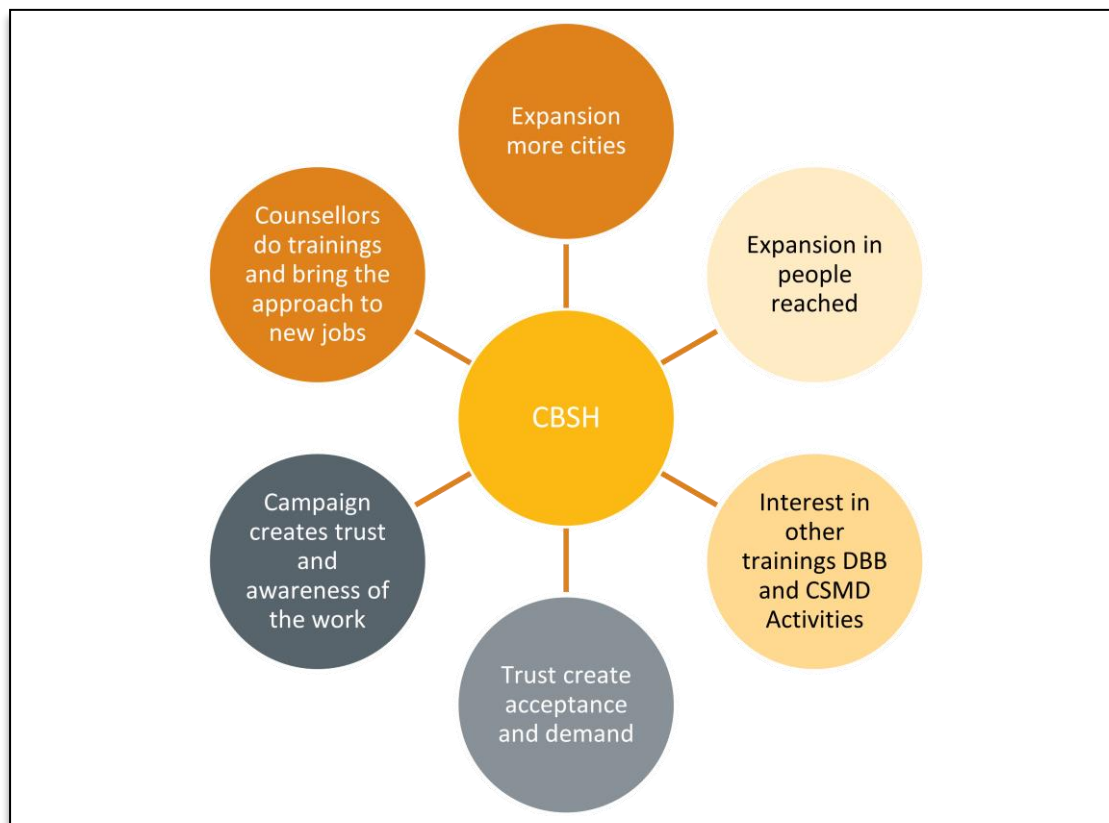 Expansion
more cities
Expansion in
people
reached
Interest in
other
trainings DBB
and CSMD
Activities
Trust create
acceptance
and demand
Campaign
creates trust
and
awareness of
the work
Counsellors
do trainings
and bring the
approach to
new jobs
CBSH